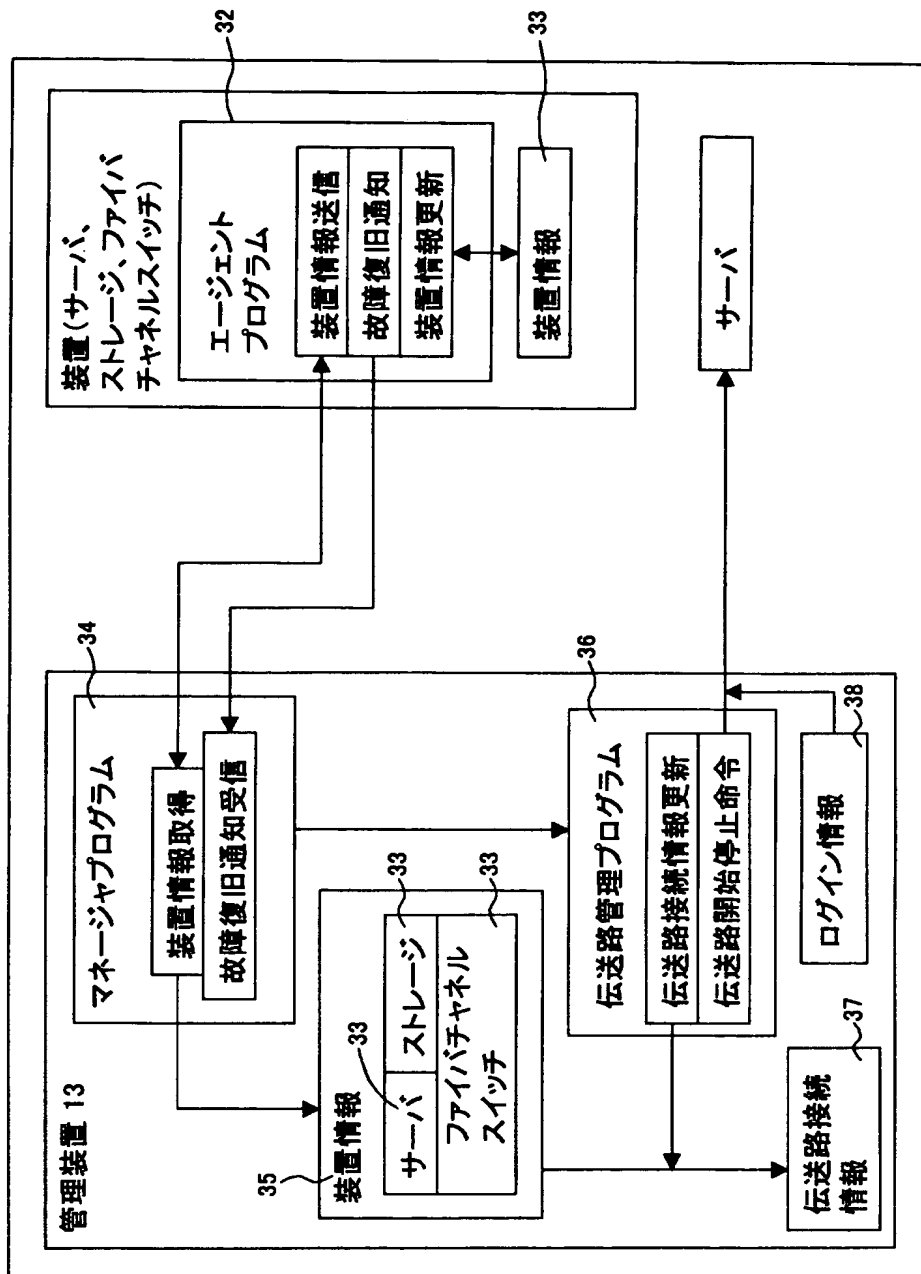 管理装置 13
マネージャプログラム
34
装置情報取得
故障復旧通知受信
35
装置情報
サーバ
33
ストレージ
33
ファイバチャネル
スイッチ
33
伝送路管理プログラム
36
伝送路接続情報更新
伝送路開始停止命令
伝送路接続
情報
37
ログイン情報
38
装置(サーバ、
ストレージ、ファイバ
チャネルスイッチ)
エージェント
プログラム
32
装置情報送信
故障復旧通知
装置情報更新
装置情報
33
サーバ